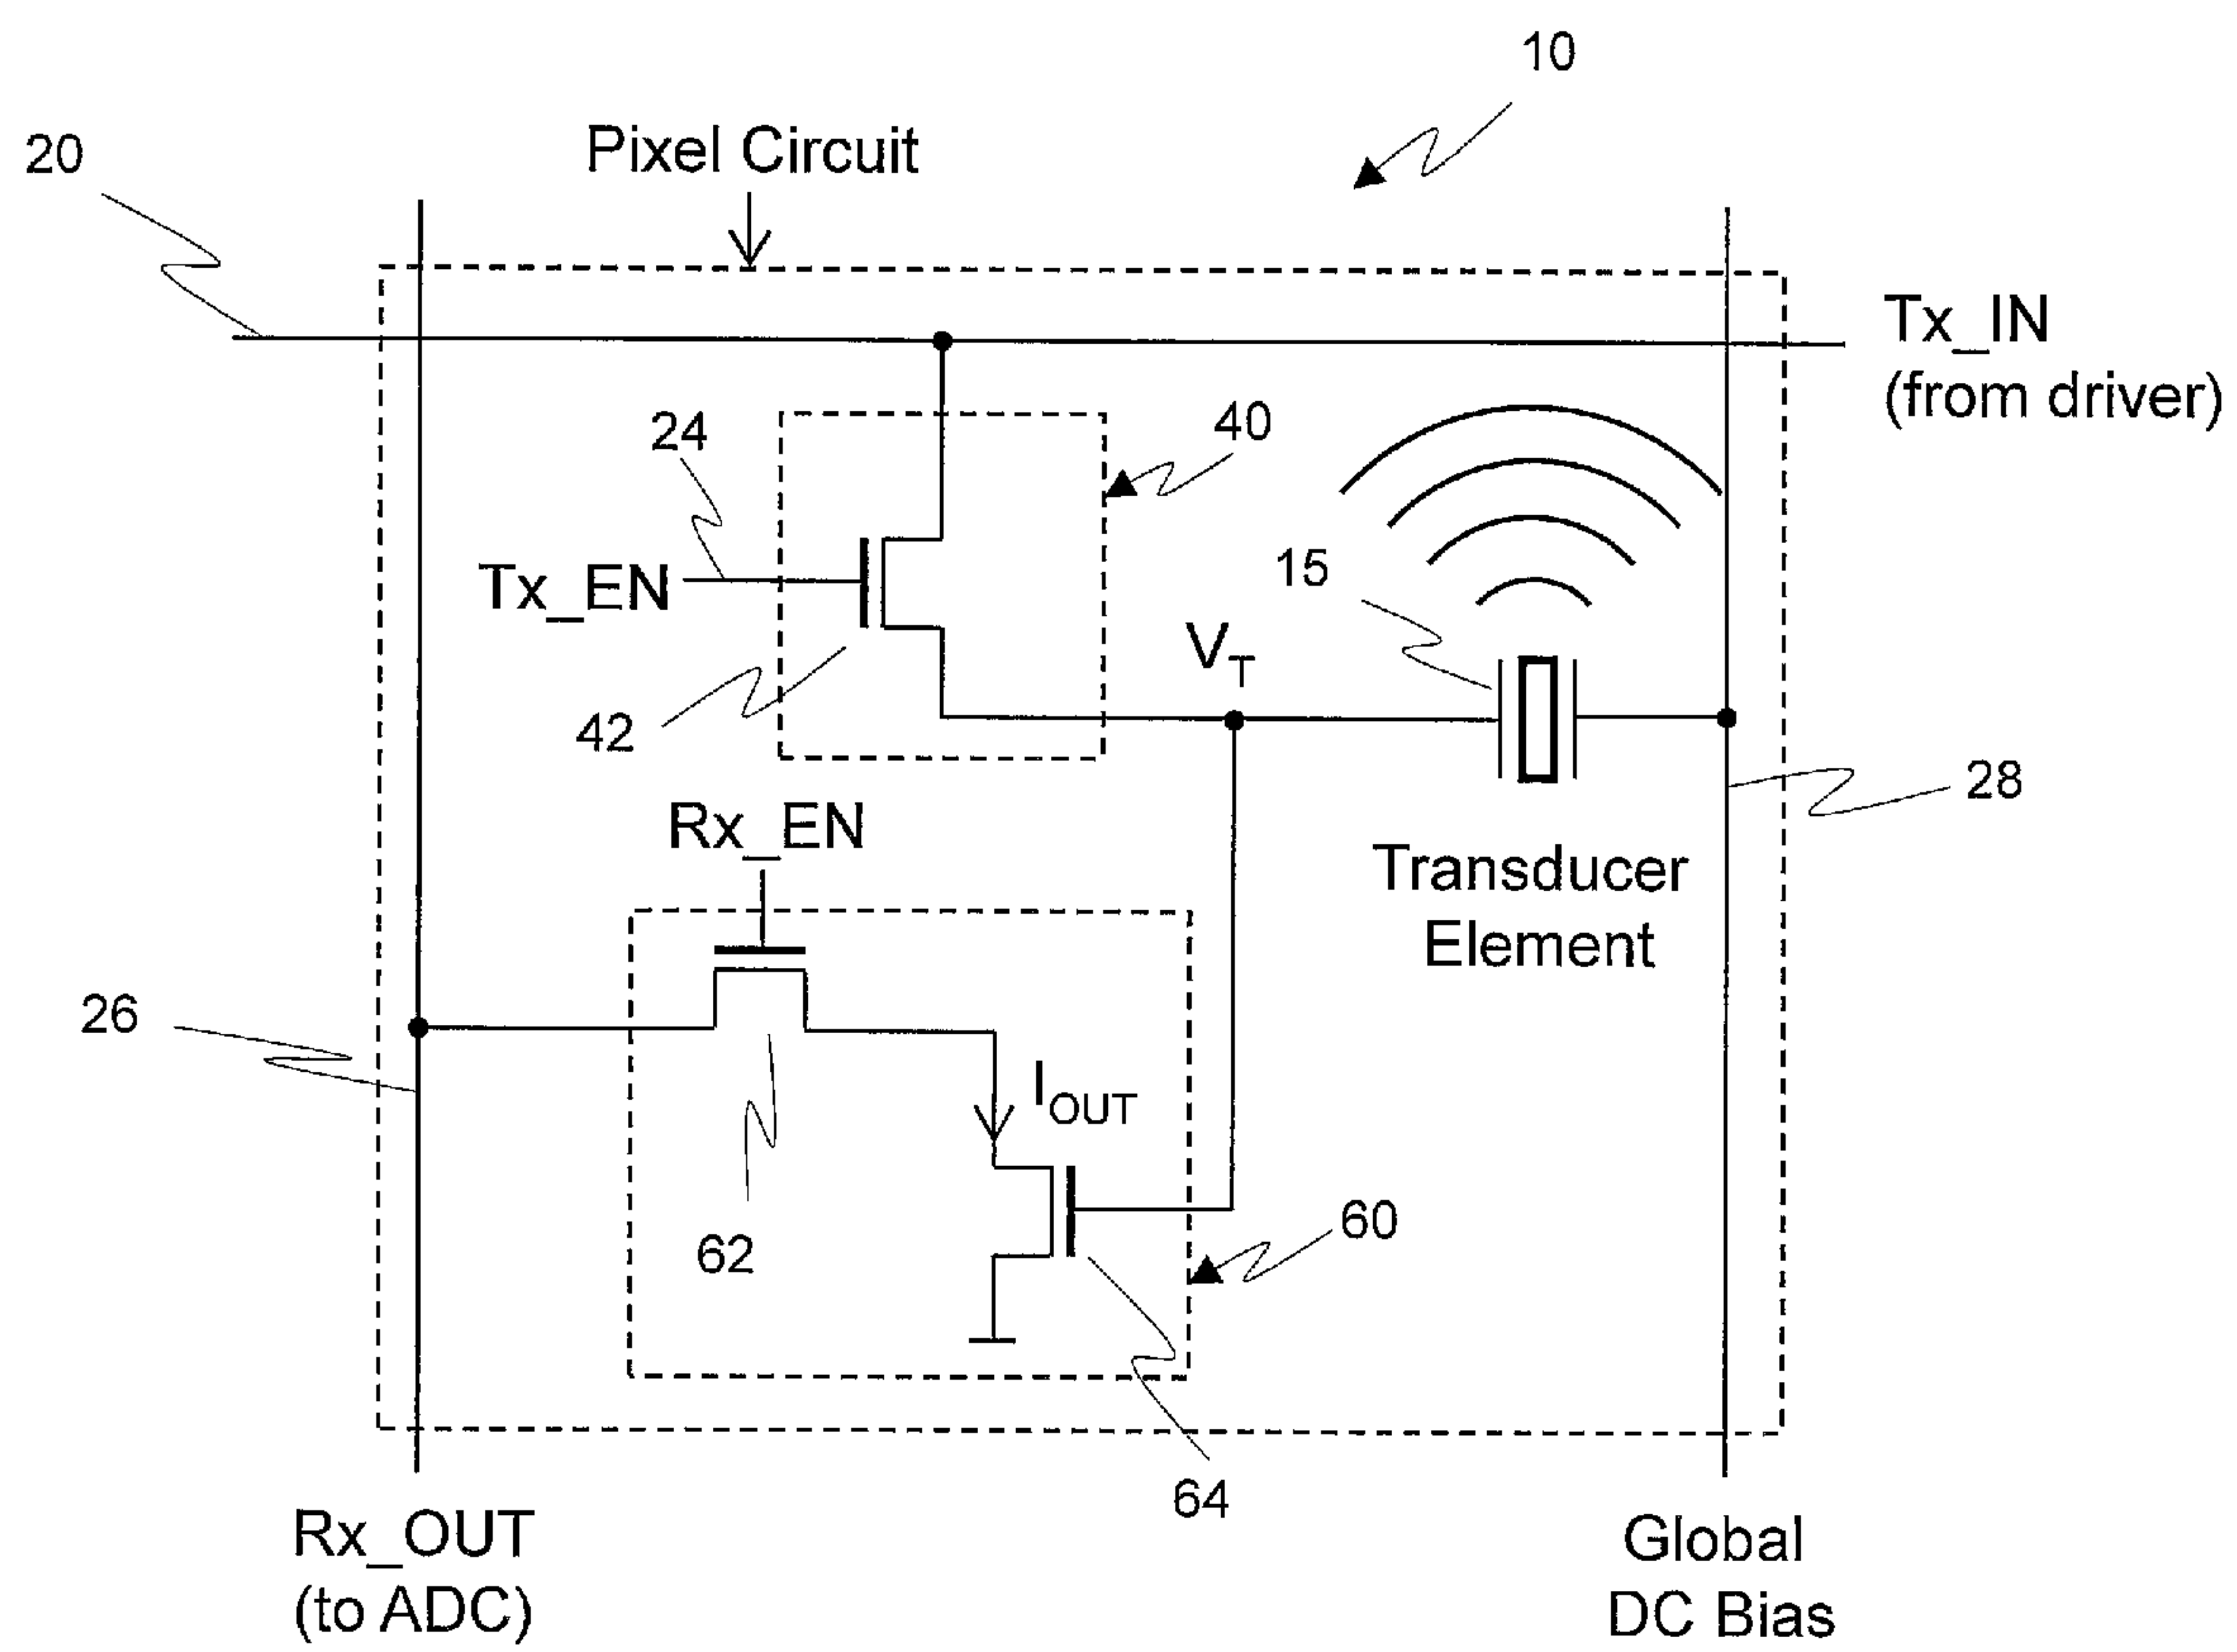 10
20
Pixel Circuit
Tx_IN
(from driver)
24
40
Tx_EN
15
V_T
42
28
Rx_EN
Transducer
Element
26
I_OUT
62
60
64
Rx_OUT
(to ADC)
Global
DC Bias